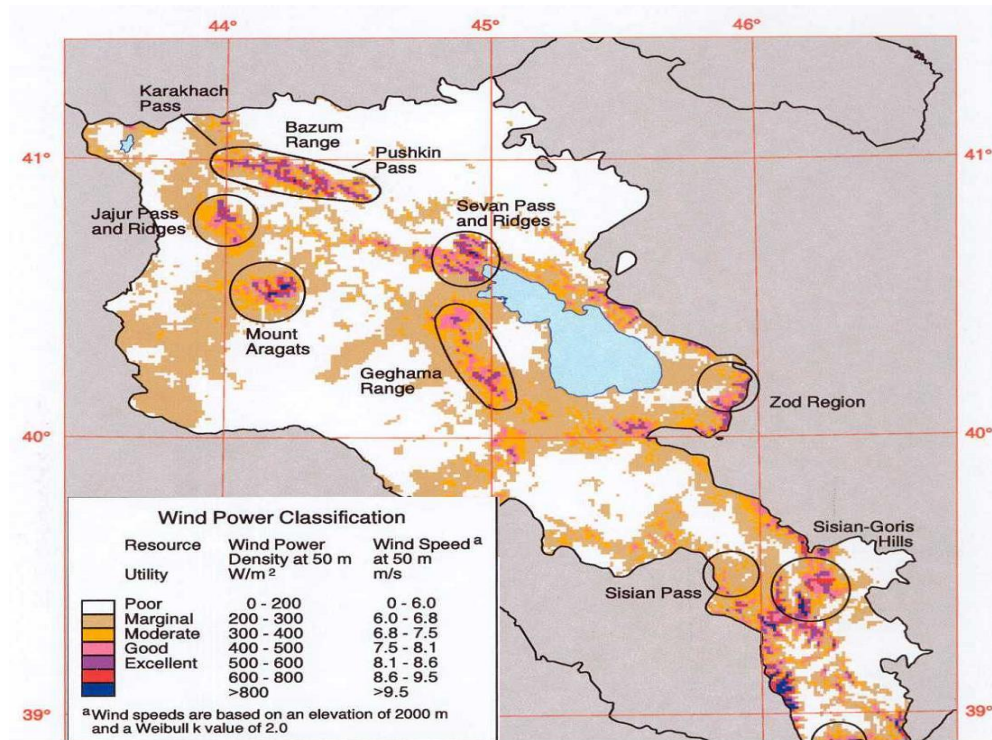 44°
45°
46°
Karakhach
Pass
Bazum
Range
Pushkin
Pass
41°
41°
Jajur Pass
and Ridges
Sevan Pass
and Ridges
Mount
Aragats
Geghama
Range
Zod Region
40°
40°
Sisian-Goris
Hills
Sisian Pass
39°
39°
Wind Power Classification
Resource Wind Power Wind Speed a
Density at 50 m at 50 m
Utility W/m 2 m/s
Poor 0 - 200 0 - 6.0
Marginal 200 - 300 6.0 - 6.8
Moderate 300 - 400 6.8 - 7.5
Good 400 - 500 7.5 - 8.1
Excellent 500 - 600 8.1 - 8.6
600 - 800 8.6 - 9.5
>800 >9.5
a Wind speeds are based on an elevation of 2000 m
and a Weibull k value of 2.0